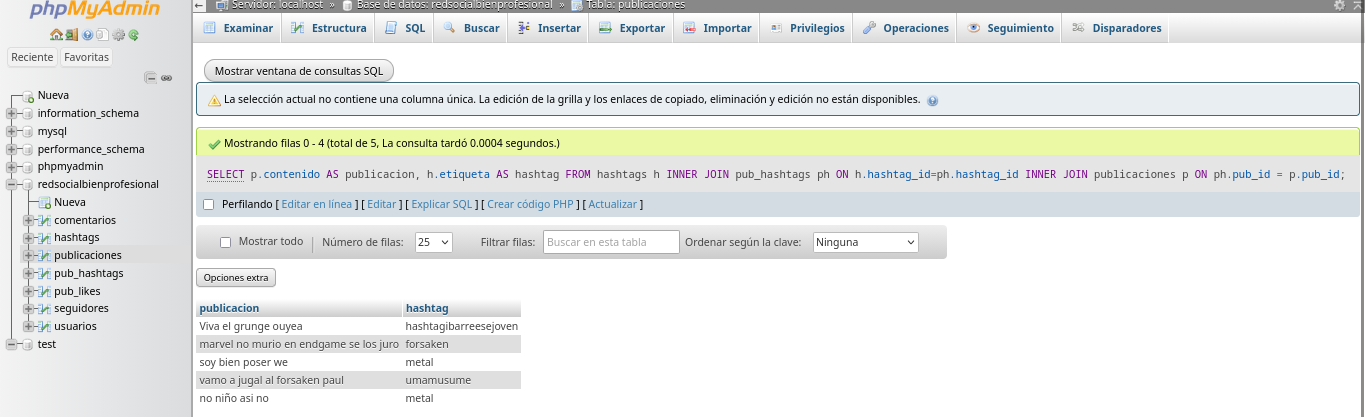 phpMyAdmin
Servidor: localhost » Base de datos: redsocialbienprofesional » Tabla: publicaciones
Examinar Estructura SQL Buscar Insertar Exportar Importar Privilegios Operaciones Seguimiento Disparadores
Reciente Favoritas
Nueva
information_schema
mysql
performance_schema
phpmyadmin
redsocialbienprofesional
Nueva
comentarios
hashtags
publicaciones
pub_hashtags
pub_likes
seguidores
usuarios
test
Mostrar ventana de consultas SQL
La selección actual no contiene una columna única. La edición de la grilla y los enlaces de copiado, eliminación y edición no están disponibles.
Mostrando filas 0 - 4 (total de 5, La consulta tardó 0.0004 segundos.)
SELECT p.contenido AS publicacion, h.etiqueta AS hashtag FROM hashtags h INNER JOIN pub_hashtags ph ON h.hashtag_id=ph.hashtag_id INNER JOIN publicaciones p ON ph.pub_id = p.pub_id;
Perfilando [ Editar en línea ] [ Editar ] [ Explicar SQL ] [ Crear código PHP ] [ Actualizar ]
Mostrar todo Número de filas: 25 Filtrar filas: Buscar en esta tabla Ordenar según la clave: Ninguna
Opciones extra
publicacion hashtag
Viva el grunge ouyea hashtagibarreesejoven
marvel no murio en endgame se los juro forsaken
soy bien poser we metal
vamo a jugal al forsaken paul umamusume
no niño asi no metal